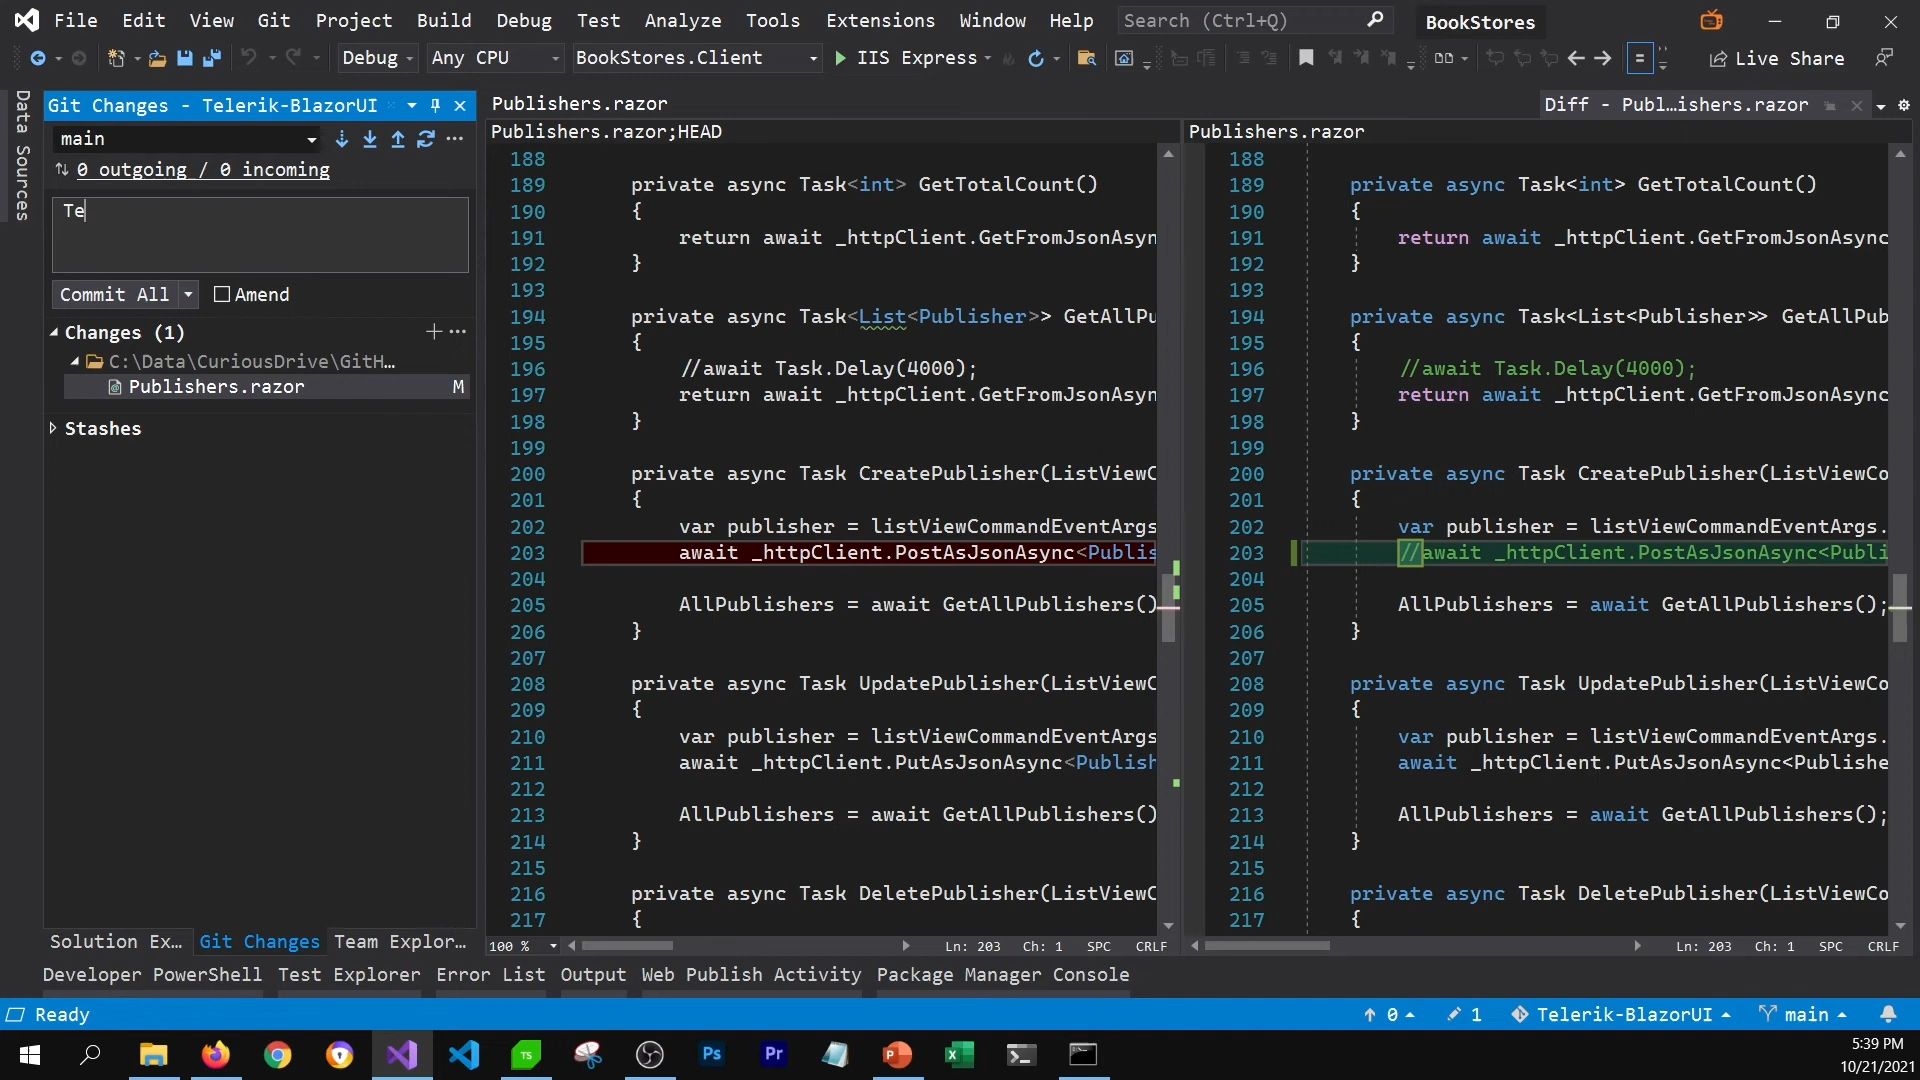 File Edit View Git Project Build Debug Test Analyze Tools Extensions Window Help Search (Ctrl+Q) BookStores
Debug Any CPU BookStores.Client IIS Express Live Share
Data Sources
Git Changes - Telerik-BlazorUI
main
0 outgoing / 0 incoming
Te
Commit All Amend
Changes (1)
C:\Data\CuriousDrive\GitH...
Publishers.razor M
Stashes
Solution Ex... Git Changes Team Explor...
Publishers.razor
Publishers.razor;HEAD
188
189 private async Task<int> GetTotalCount()
190 {
191 return await _httpClient.GetFromJsonAsyn
192 }
193
194 private async Task<List<Publisher>> GetAllPu
195 {
196 //await Task.Delay(4000);
197 return await _httpClient.GetFromJsonAsyn
198 }
199
200 private async Task CreatePublisher(ListViewC
201 {
202 var publisher = listViewCommandEventArgs
203 await _httpClient.PostAsJsonAsync<Publis
204
205 AllPublishers = await GetAllPublishers()
206 }
207
208 private async Task UpdatePublisher(ListViewC
209 {
210 var publisher = listViewCommandEventArgs
211 await _httpClient.PutAsJsonAsync<Publish
212
213 AllPublishers = await GetAllPublishers()
214 }
215
216 private async Task DeletePublisher(ListViewC
217 {
100 % Ln: 203 Ch: 1 SPC CRLF
Diff - Publ...ishers.razor
Publishers.razor
188
189 private async Task<int> GetTotalCount()
190 {
191 return await _httpClient.GetFromJsonAsync
192 }
193
194 private async Task<List<Publisher>> GetAllPub
195 {
196 //await Task.Delay(4000);
197 return await _httpClient.GetFromJsonAsync
198 }
199
200 private async Task CreatePublisher(ListViewCo
201 {
202 var publisher = listViewCommandEventArgs.
203 //await _httpClient.PostAsJsonAsync<Publi
204
205 AllPublishers = await GetAllPublishers();
206 }
207
208 private async Task UpdatePublisher(ListViewCo
209 {
210 var publisher = listViewCommandEventArgs.
211 await _httpClient.PutAsJsonAsync<Publishe
212
213 AllPublishers = await GetAllPublishers();
214 }
215
216 private async Task DeletePublisher(ListViewCo
217 {
Ln: 203 Ch: 1 SPC CRLF
Developer PowerShell Test Explorer Error List Output Web Publish Activity Package Manager Console
Ready 0 1 Telerik-BlazorUI main
TS Ps Pr
5:39 PM
10/21/2021